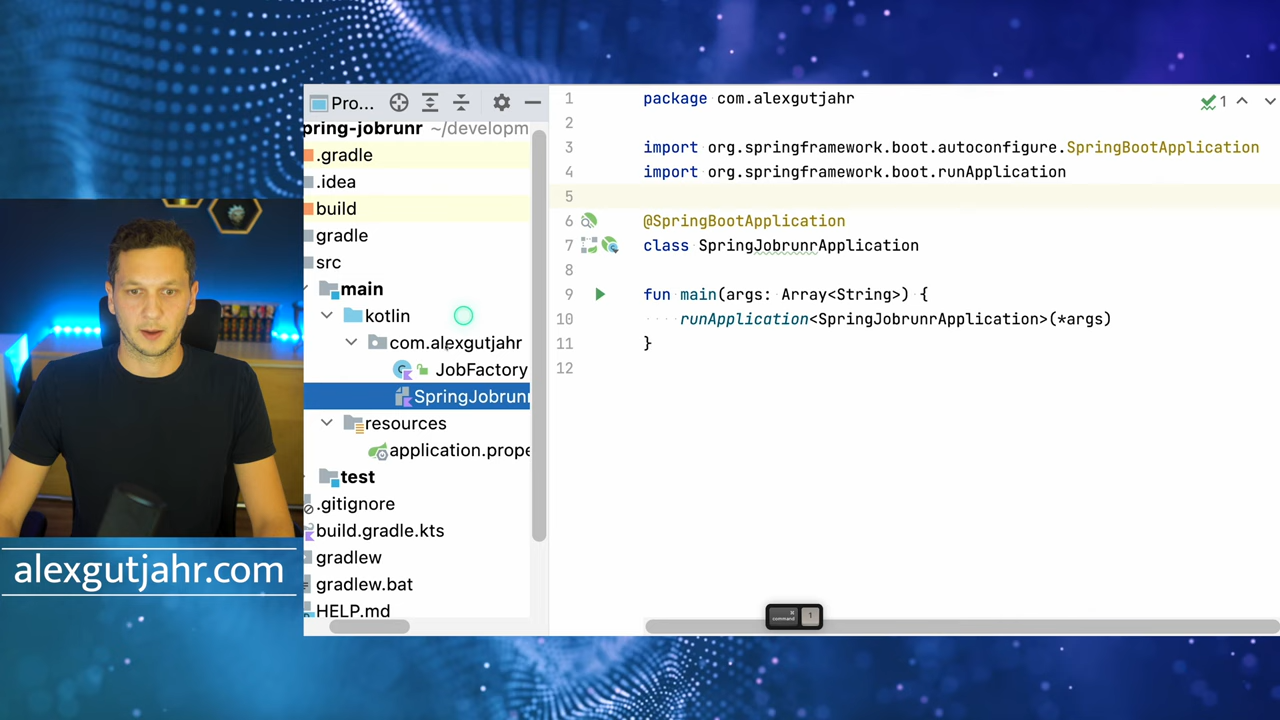 Pro...
pring-jobrunr ~/developm
.gradle
.idea
build
gradle
src
main
kotlin
com.alexgutjahr
JobFactory
SpringJobrunr
resources
application.prope
test
.gitignore
build.gradle.kts
gradlew
gradlew.bat
HELP.md
1 package com.alexgutjahr
2
3 import org.springframework.boot.autoconfigure.SpringBootApplication
4 import org.springframework.boot.runApplication
5
6 @SpringBootApplication
7 class SpringJobrunrApplication
8
9 fun main(args: Array<String>) {
10 runApplication<SpringJobrunrApplication>(*args)
11 }
12
1
alexgutjahr.com
⌘
command
1